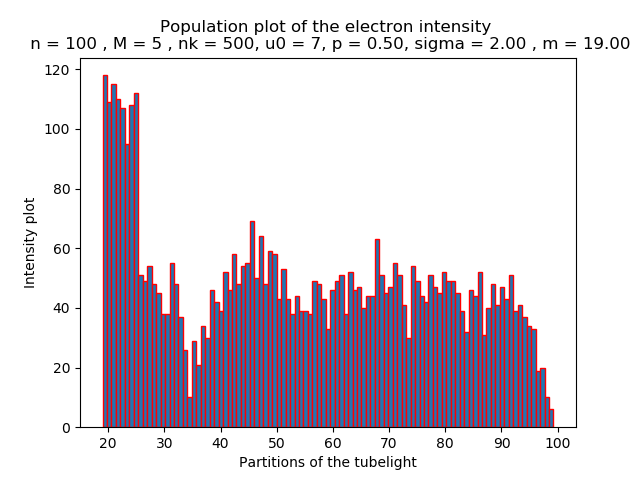 Population plot of the electron intensity
n = 100 , M = 5 , nk = 500, u0 = 7, p = 0.50, sigma = 2.00 , m = 19.00
120
100
80
60
40
20
0
Intensity plot
20 30 40 50 60 70 80 90 100
Partitions of the tubelight